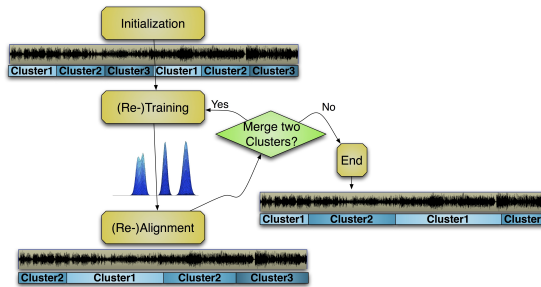 Initialization
Cluster1 Cluster2 Cluster3 Cluster1 Cluster2 Cluster3
(Re-)Training
Yes
No
Merge two
Clusters?
End
(Re-)Alignment
Cluster1 Cluster2 Cluster1 Cluster
Cluster2 Cluster1 Cluster2 Cluster3